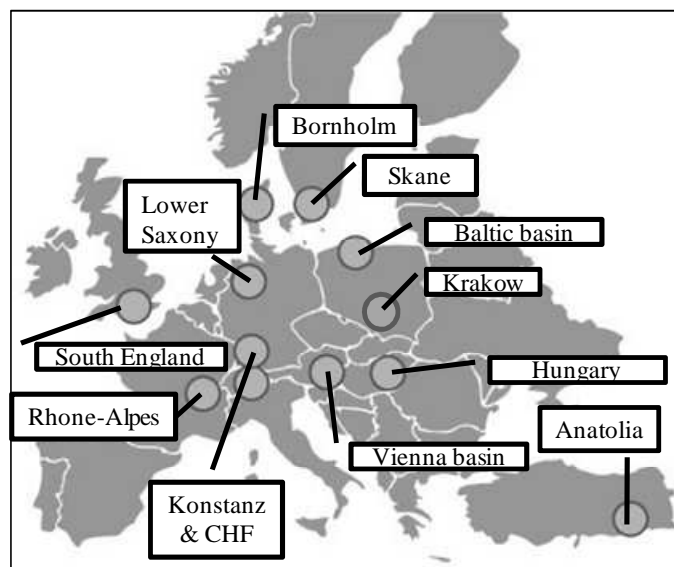 Bornholm
Skane
Lower
Saxony
Baltic basin
Krakow
South England
Hungary
Rhone-Alpes
Anatolia
Vienna basin
Konstanz
& CHF